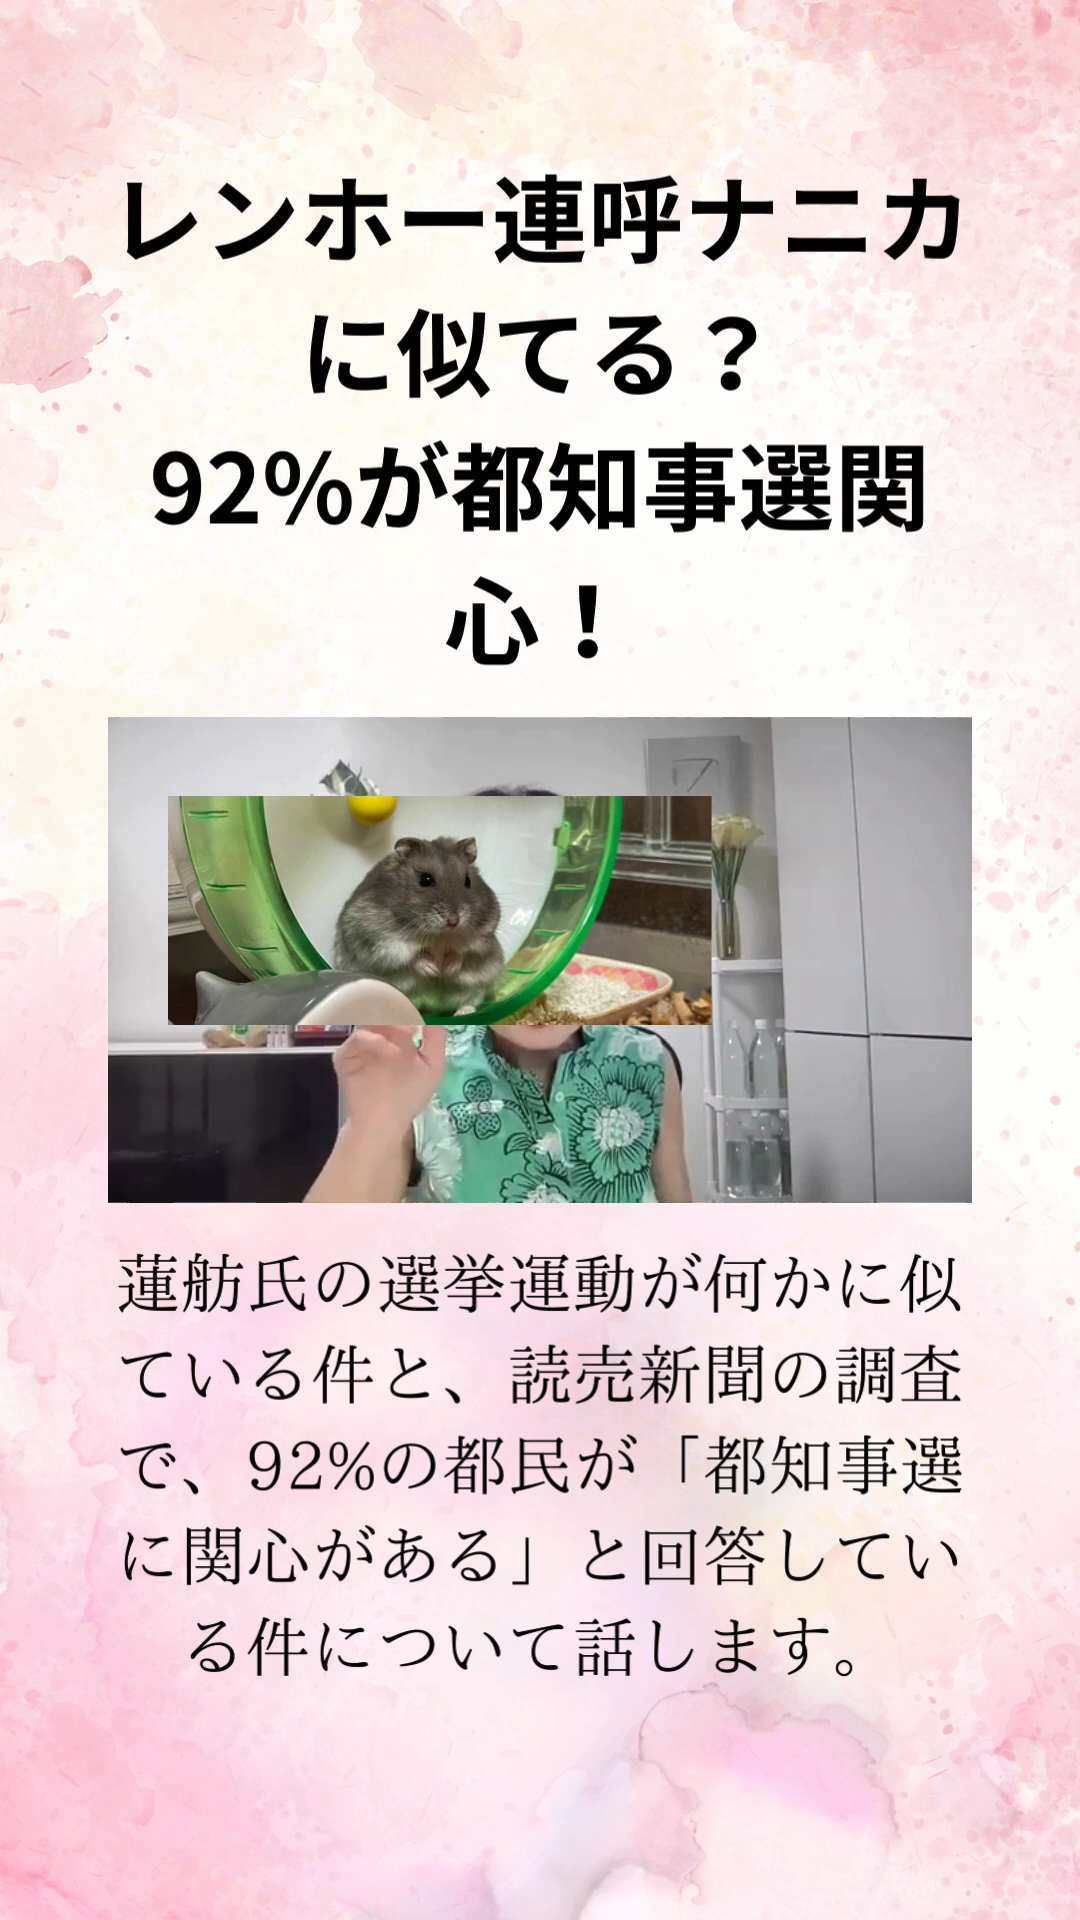 レンホー連呼ナニカ
に似てる？
92%が都知事選関
心！
蓮舫氏の選挙運動が何かに似
ている件と、読売新聞の調査
で、92%の都民が「都知事選
に関心がある」と回答してい
る件について話します。